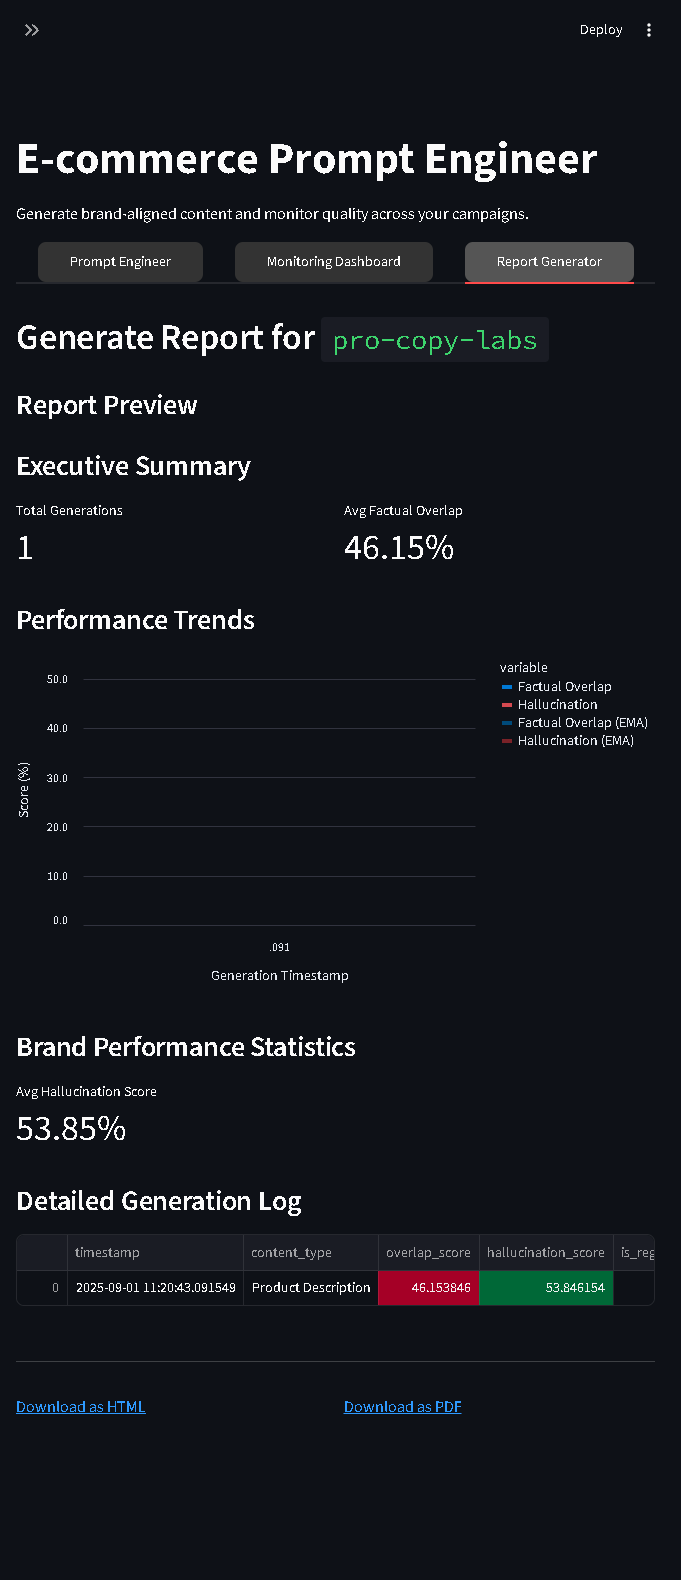 Deploy
E-commerce Prompt Engineer
Generate brand-aligned content and monitor quality across your campaigns.
Prompt Engineer
Monitoring Dashboard
Report Generator
Generate Report for pro-copy-labs
Report Preview
Executive Summary
Total Generations
1
Avg Factual Overlap
46.15%
Performance Trends
variable
Factual Overlap
Hallucination
Factual Overlap (EMA)
Hallucination (EMA)
50.0
40.0
30.0
20.0
10.0
0.0
Score (%)
.091
Generation Timestamp
Brand Performance Statistics
Avg Hallucination Score
53.85%
Detailed Generation Log
timestamp content_type overlap_score hallucination_score is_reg
0 2025-09-01 11:20:43.091549 Product Description 46.153846 53.846154
Download as HTML
Download as PDF